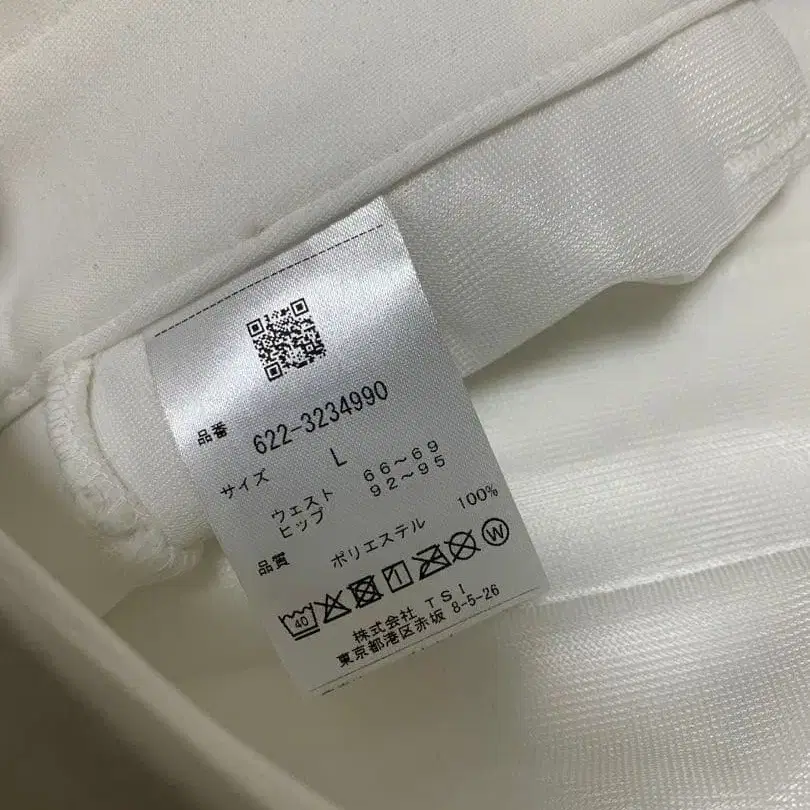 品番 622-3234990
サイズ L
ウェスト 66~69
ヒップ 92~95
品質 ポリエステル 100%
40 W
株式会社 TSI
東京都港区赤坂 8-5-26